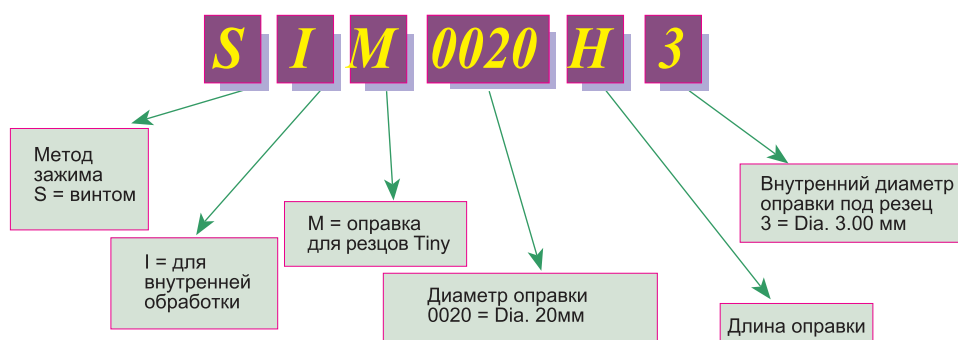 S I M 0020 H 3
Метод
зажима
S = винтом
I = для
внутренней
обработки
M = оправка
для резцов Tiny
Диаметр оправки
0020 = Dia. 20мм
Длина оправки
Внутренний диаметр
оправки под резец
3 = Dia. 3.00 мм